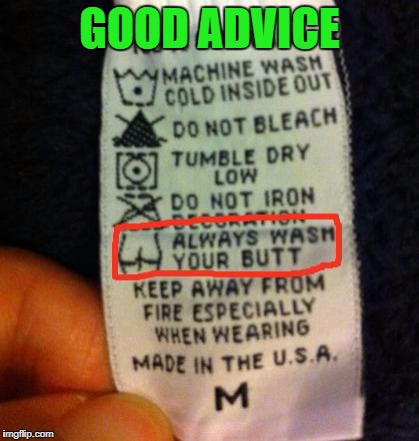 GOOD ADVICE
MACHINE WASH
COLD INSIDE OUT
DO NOT BLEACH
TUMBLE DRY
LOW
DO NOT IRON
DECORATION
ALWAYS WASH
YOUR BUTT
KEEP AWAY FROM
FIRE ESPECIALLY
WHEN WEARING
MADE IN THE U.S.A.
M
imgflip.com